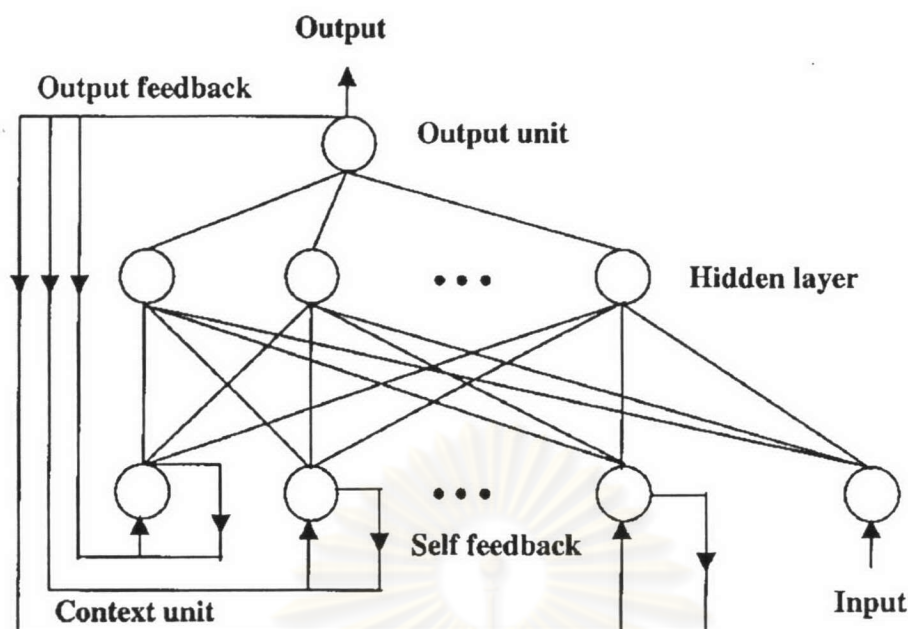 Output
Output feedback
Output unit
Hidden layer
Self feedback
Context unit
Input